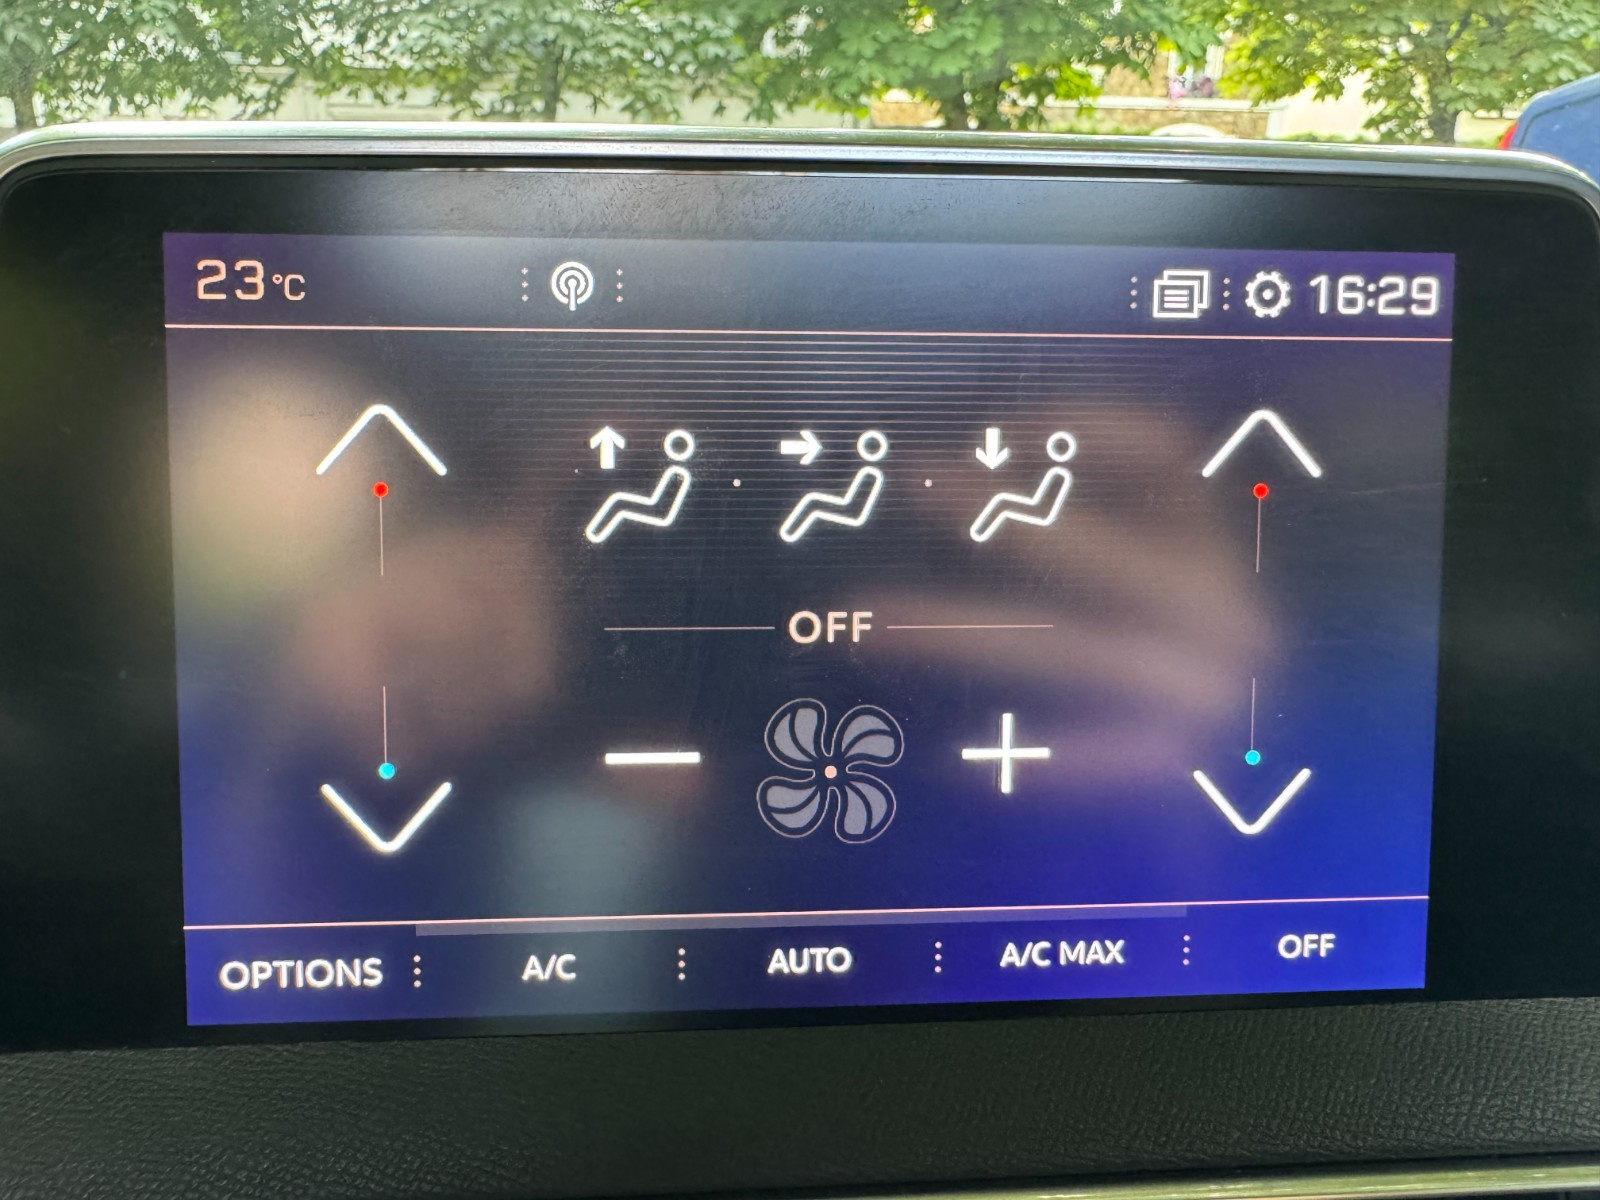 23°C 16:29
OFF
OPTIONS A/C AUTO A/C MAX OFF